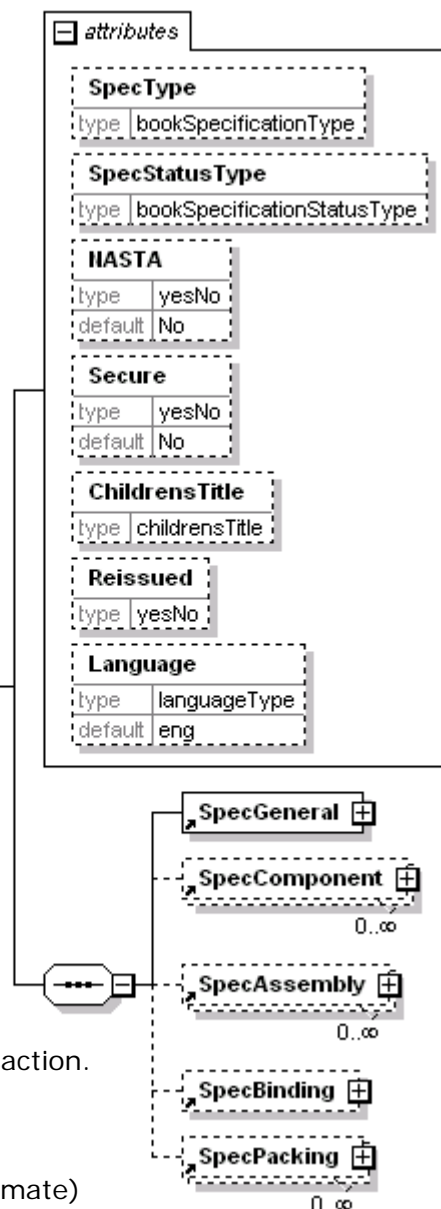 attributes
SpecType
type bookSpecificationType
SpecStatusType
type bookSpecificationStatusType
NASTA
type yesNo
default No
Secure
type yesNo
default No
ChildrensTitle
type childrensTitle
Reissued
type yesNo
Language
type languageType
default eng
SpecGeneral
SpecComponent
0..∞
SpecAssembly
0..∞
action.
SpecBinding
SpecPacking
mate)
0..∞